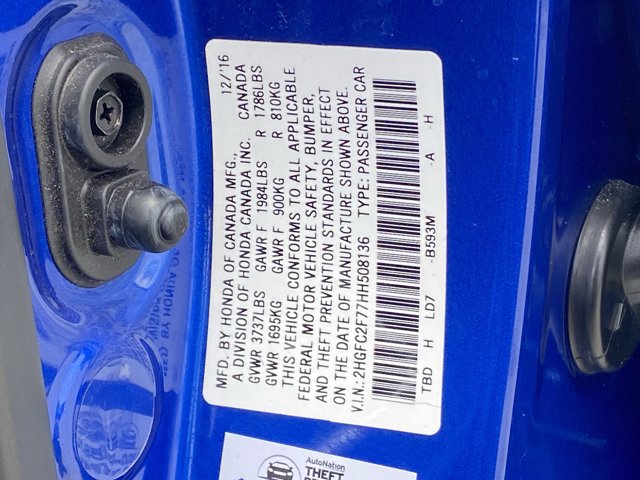 MFD. BY HONDA OF CANADA MFG., 12/'16
A DIVISION OF HONDA CANADA INC. CANADA
GVWR 3737LBS GAWR F 1984LBS R 1786LBS
GVWR 1695KG GAWR F 900KG R 810KG
THIS VEHICLE CONFORMS TO ALL APPLICABLE
FEDERAL MOTOR VEHICLE SAFETY, BUMPER,
AND THEFT PREVENTION STANDARDS IN EFFECT
ON THE DATE OF MANUFACTURE SHOWN ABOVE.
V.I.N.:2HGFC2F77HH508136 TYPE: PASSENGER CAR
TBD H LD7 -B593M -A -H
AutoNation
THEFT